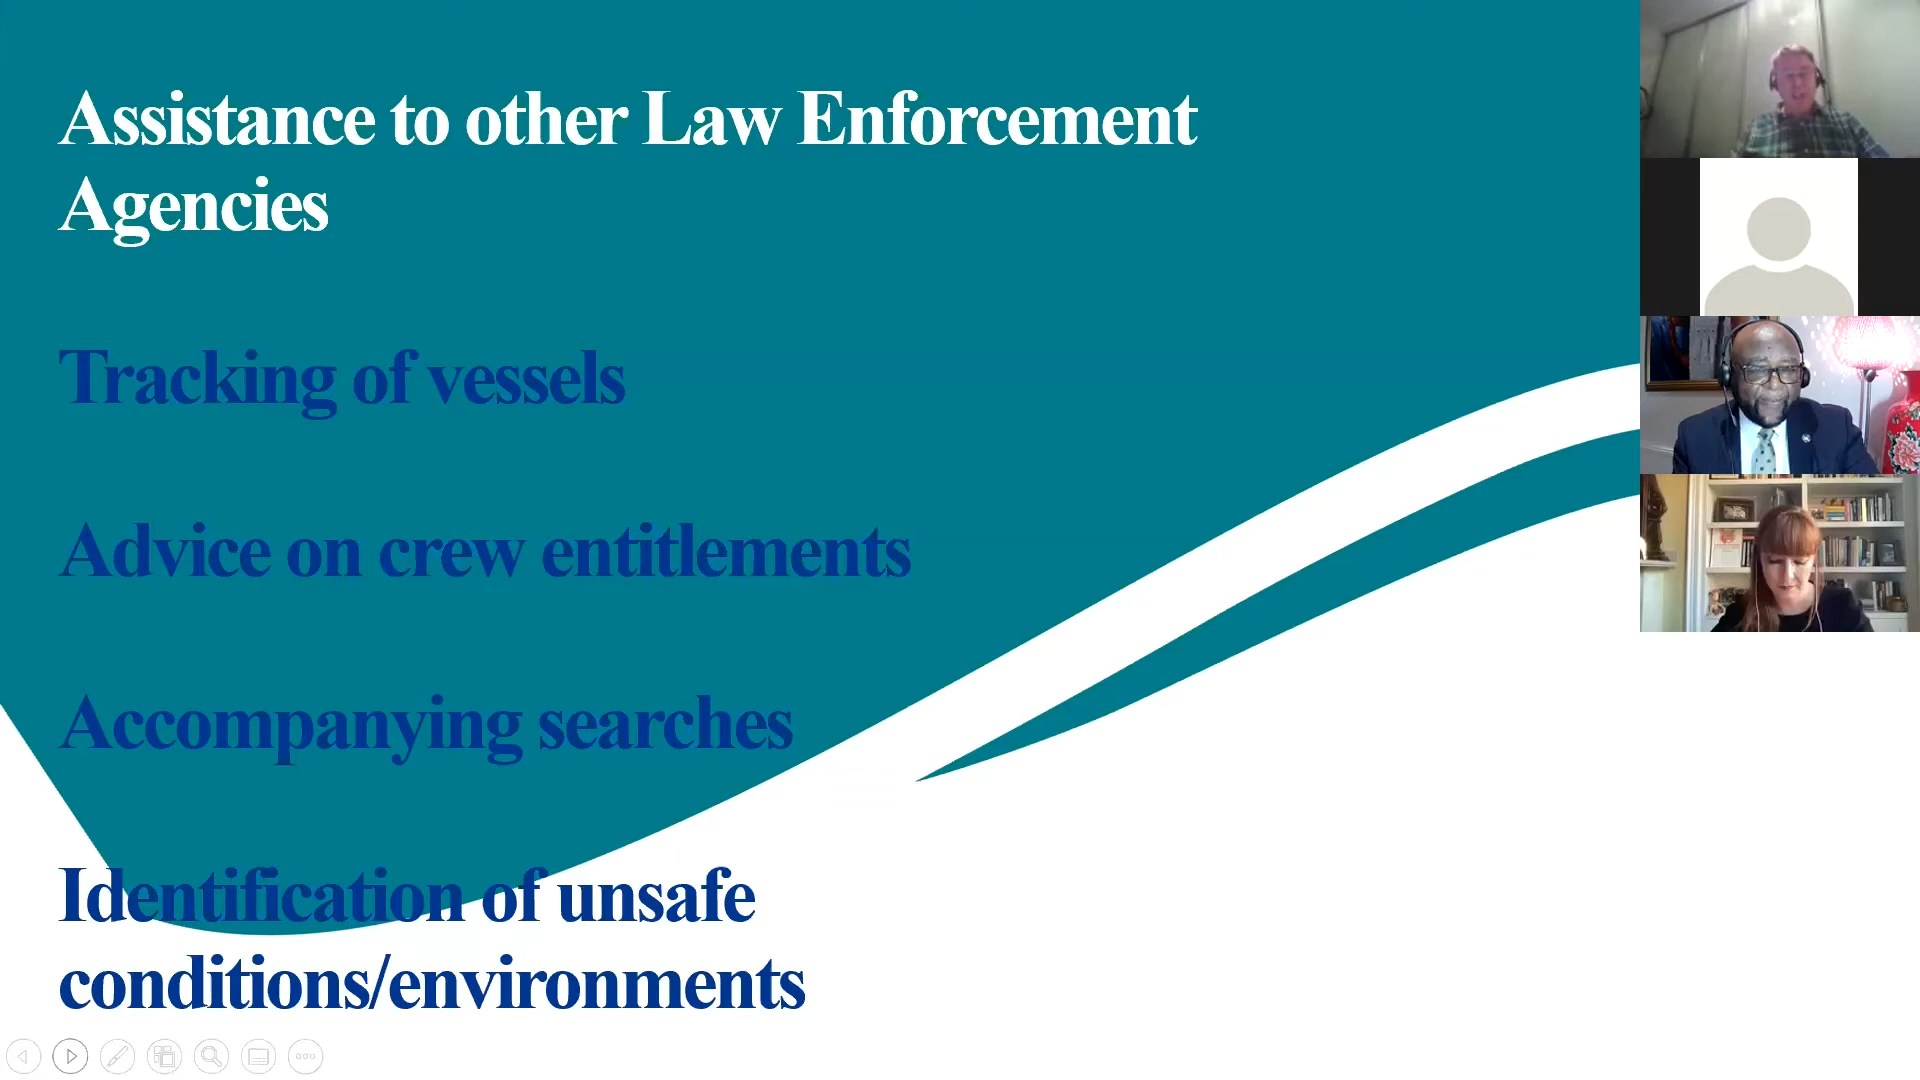 Assistance to other Law Enforcement
Agencies
Tracking of vessels
Advice on crew entitlements
Accompanying searches
Identification of unsafe
conditions/environments